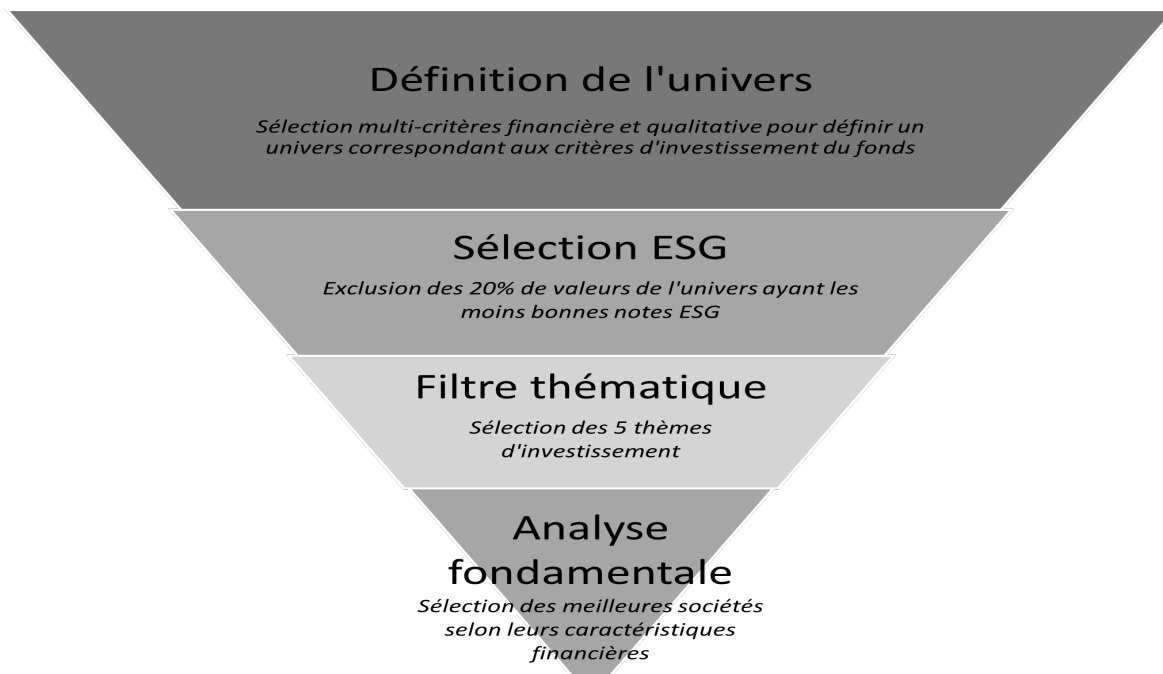 Définition de l'univers
Sélection multi-critères financière et qualitative pour définir un
univers correspondant aux critères d'investissement du fonds
Sélection ESG
Exclusion des 20% de valeurs de l'univers ayant les
moins bonnes notes ESG
Filtre thématique
Sélection des 5 thèmes
d'investissement
Analyse
fondamentale
Sélection des meilleures sociétés
selon leurs caractéristiques
financières